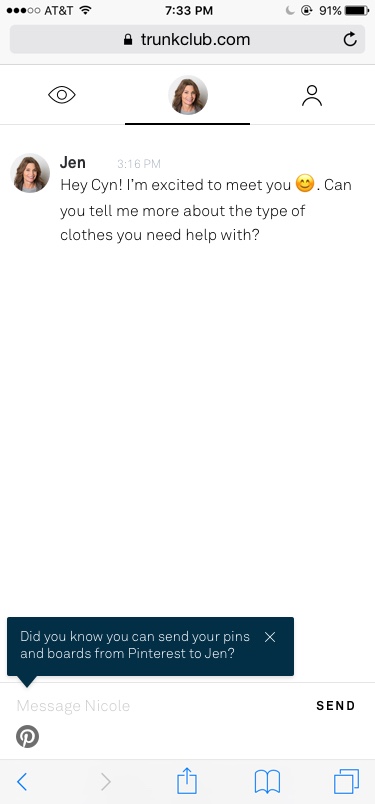 AT&T 7:33 PM 91%
trunkclub.com
Jen 3:16 PM
Hey Cyn! I'm excited to meet you 😊. Can
you tell me more about the type of
clothes you need help with?
Did you know you can send your pins
and boards from Pinterest to Jen?
Message Nicole SEND